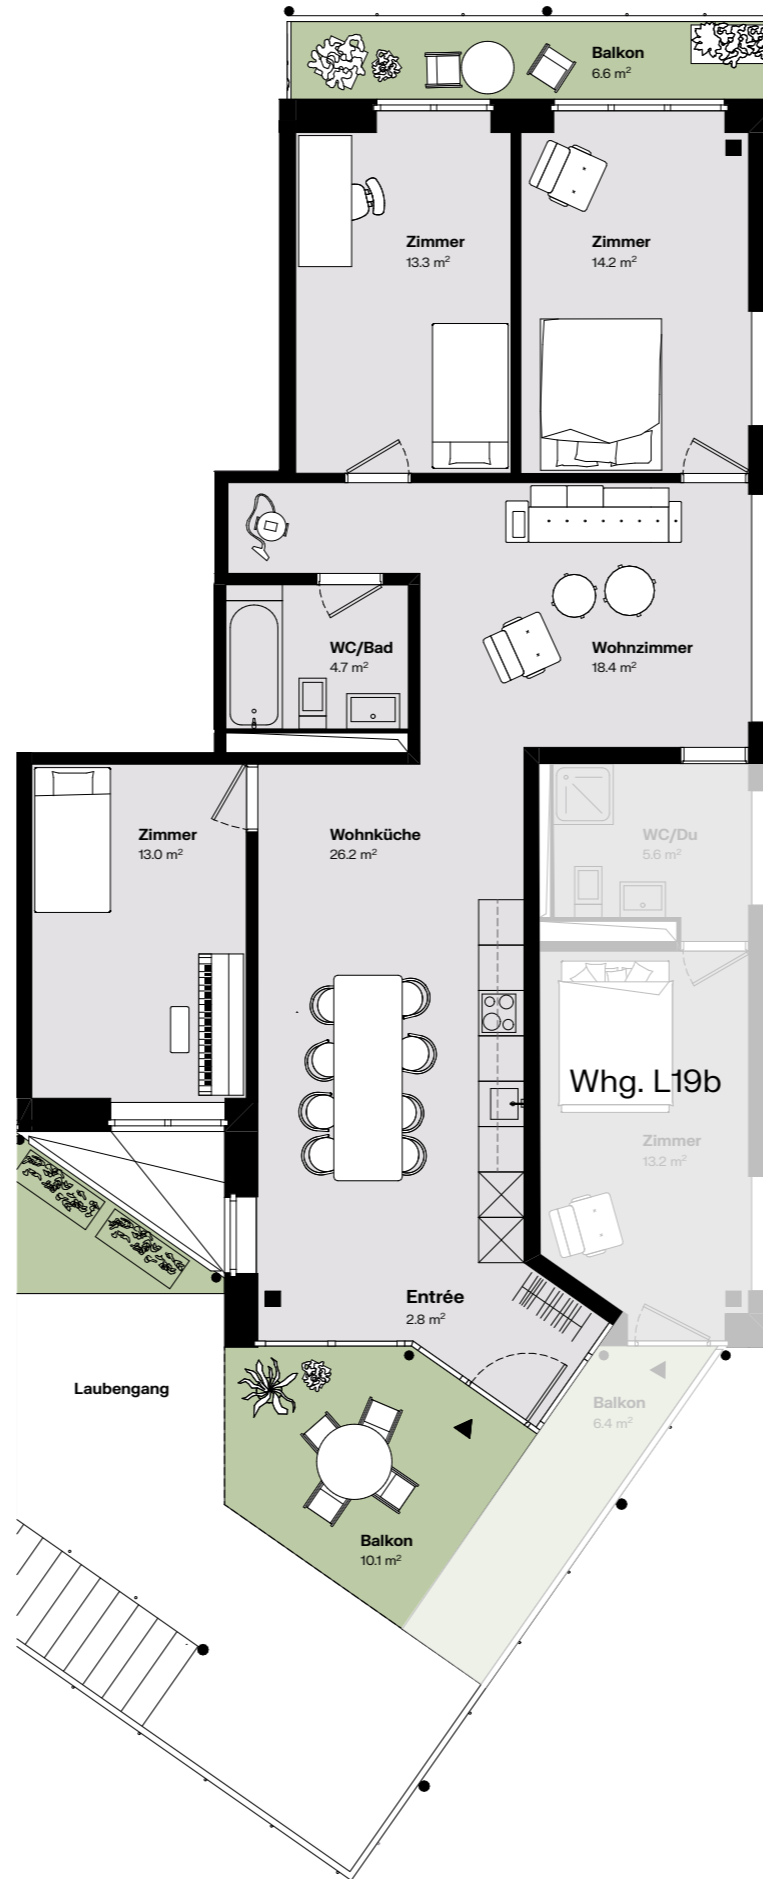 Balkon
6.6 m²
Zimmer
13.3 m²
Zimmer
14.2 m²
WC/Bad
4.7 m²
Wohnzimmer
18.4 m²
Zimmer
13.0 m²
Wohnküche
26.2 m²
WC/Du
5.6 m²
Whg. L19b
Zimmer
13.2 m²
Entrée
2.8 m²
Laubengang
Balkon
6.4 m²
Balkon
10.1 m²